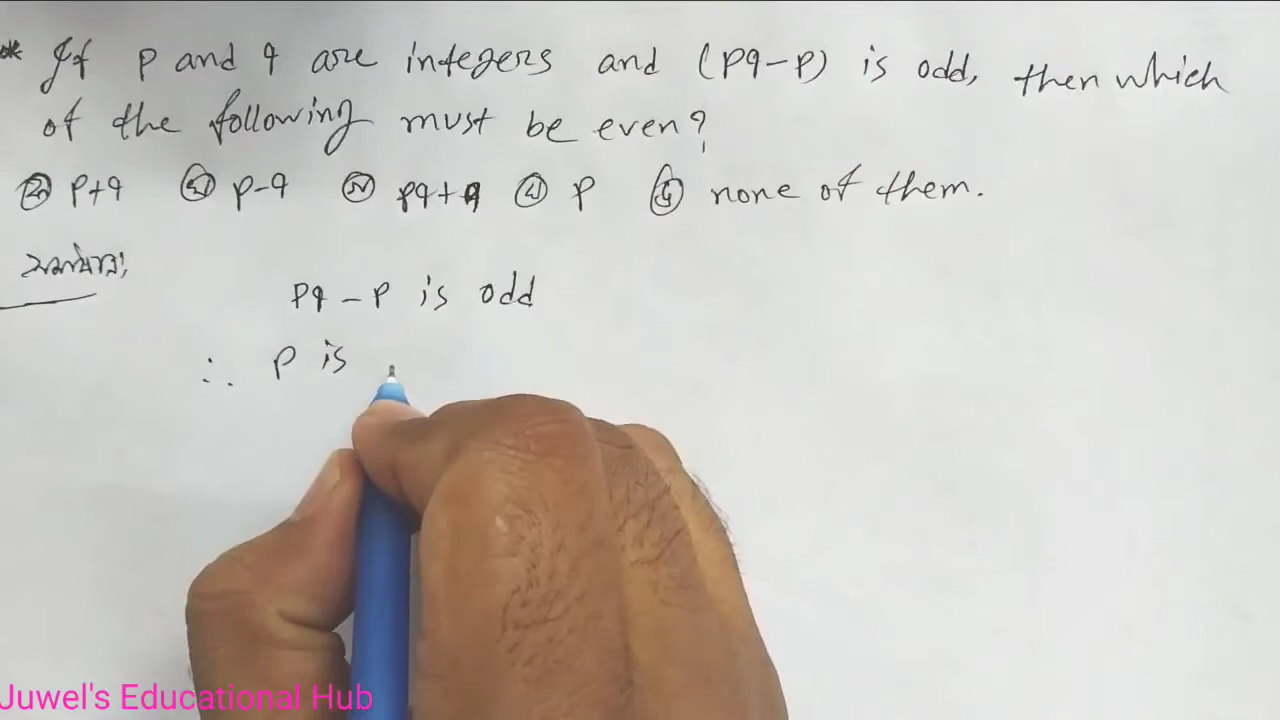 * If p and q are integers and (pq-p) is odd, then which
of the following must be even?
ক p+q খ p-q গ pq+q ঘ p ঙ none of them.
সমাধান:
pq - p is odd
∴ p is
Juwel's Educational Hub